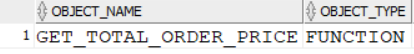 OBJECT_NAME OBJECT_TYPE
1 GET_TOTAL_ORDER_PRICE FUNCTION